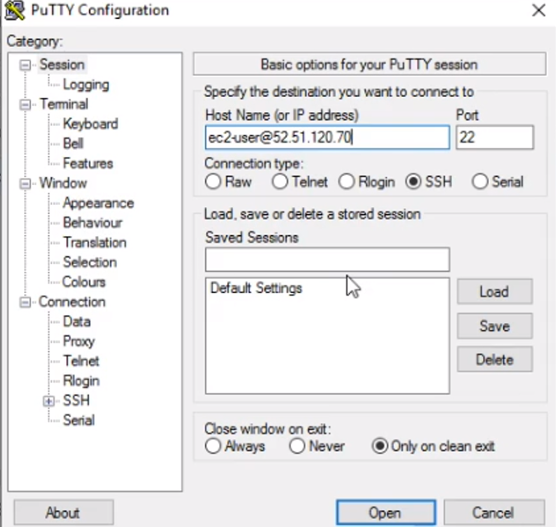 PuTTY Configuration
Category:
Session
Logging
Terminal
Keyboard
Bell
Features
Window
Appearance
Behaviour
Translation
Selection
Colours
Connection
Data
Proxy
Telnet
Rlogin
SSH
Serial
Basic options for your PuTTY session
Specify the destination you want to connect to
Host Name (or IP address) Port
ec2-user@52.51.120.70 22
Connection type:
Raw Telnet Rlogin SSH Serial
Load, save or delete a stored session
Saved Sessions
Default Settings
Load
Save
Delete
Close window on exit:
Always Never Only on clean exit
About Open Cancel